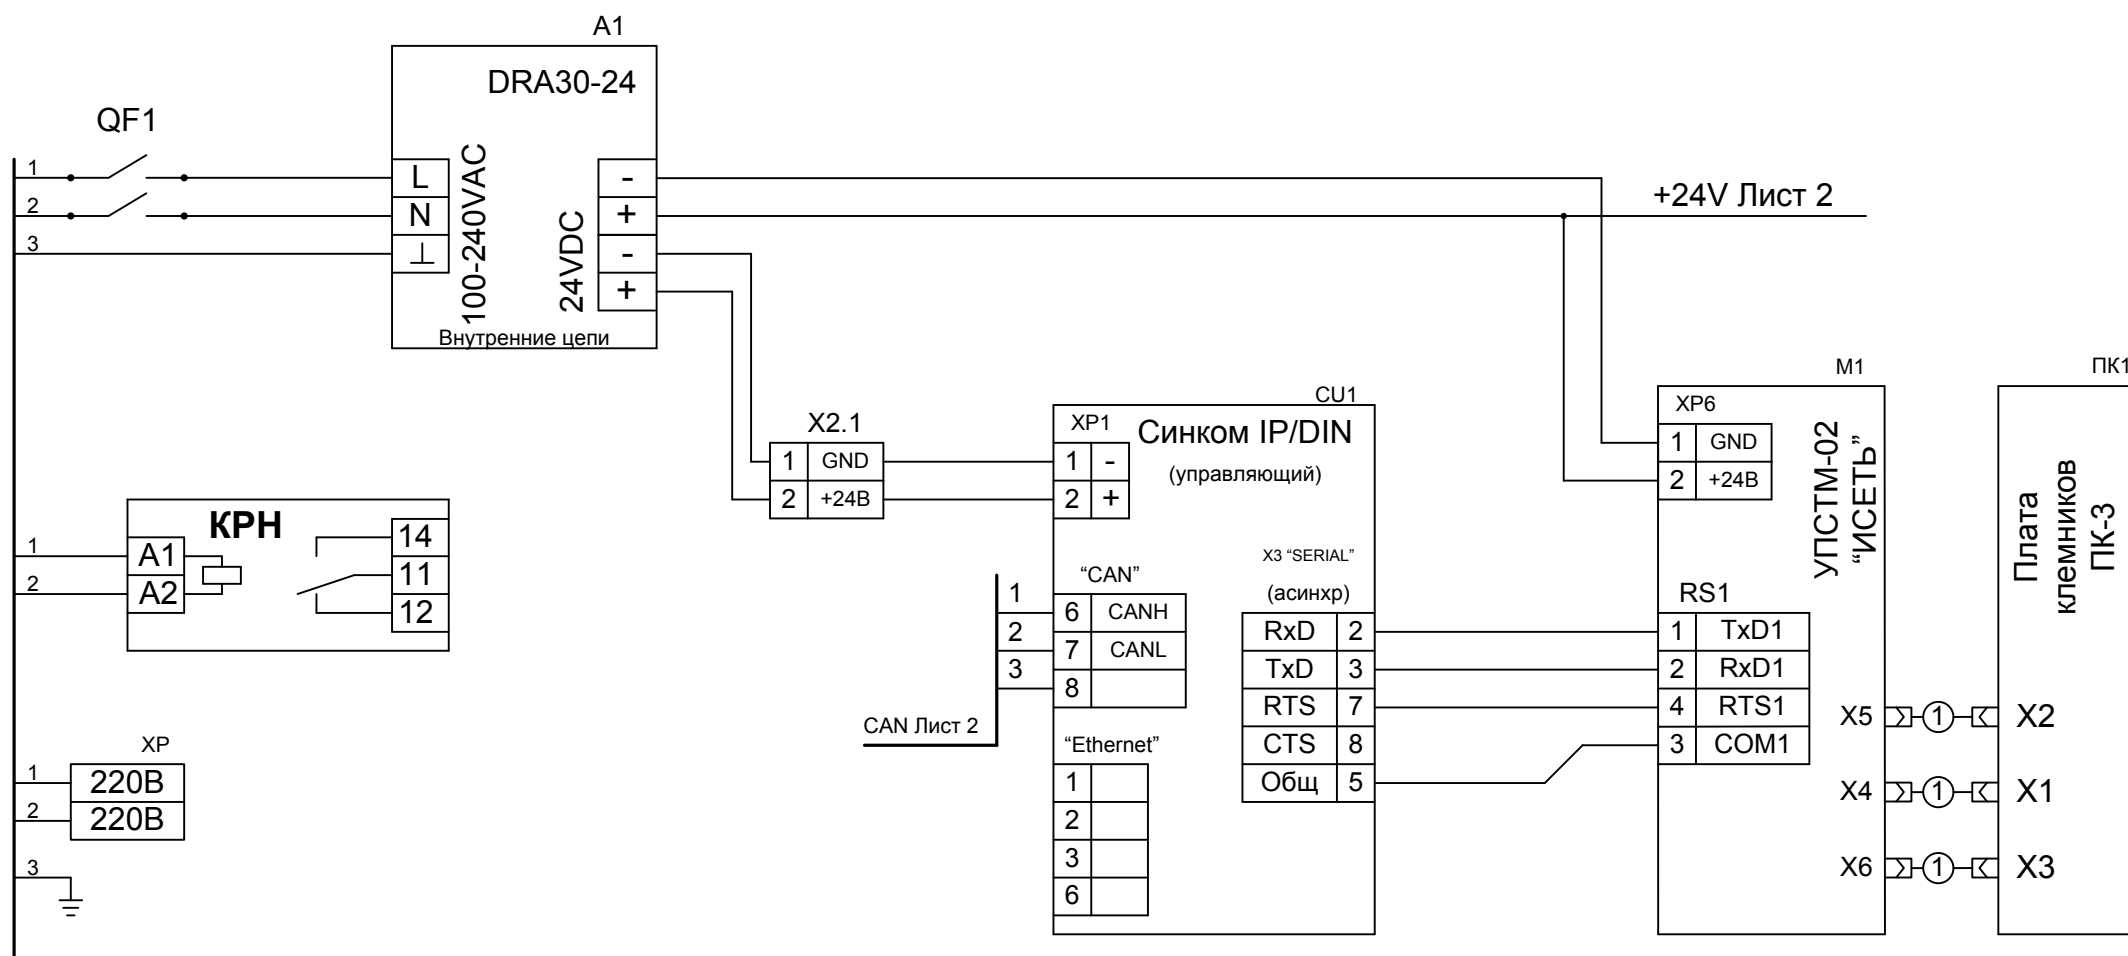 A1
DRA30-24
QF1
1
2
3
L
N
⊥
100-240VAC
24VDC
-
+
-
+
Внутренние цепи
+24V Лист 2
КРН
1
2
A1
A2
14
11
12
XP
1
2
220В
220В
3
X2.1
1 GND
2 +24В
CU1
XP1
Синком IP/DIN
(управляющий)
1 -
2 +
“CAN”
1
2
3
6 CANH
7 CANL
8
CAN Лист 2
“Ethernet”
1
2
3
6
X3 “SERIAL”
(асинхр)
RxD 2
TxD 3
RTS 7
CTS 8
Общ 5
M1
XP6
1 GND
2 +24В
УПСТМ-02
“ИСЕТЬ”
RS1
1 TxD1
2 RxD1
4 RTS1
3 COM1
X5 1 X2
X4 1 X1
X6 1 X3
ПК1
Плата
клемников
ПК-3